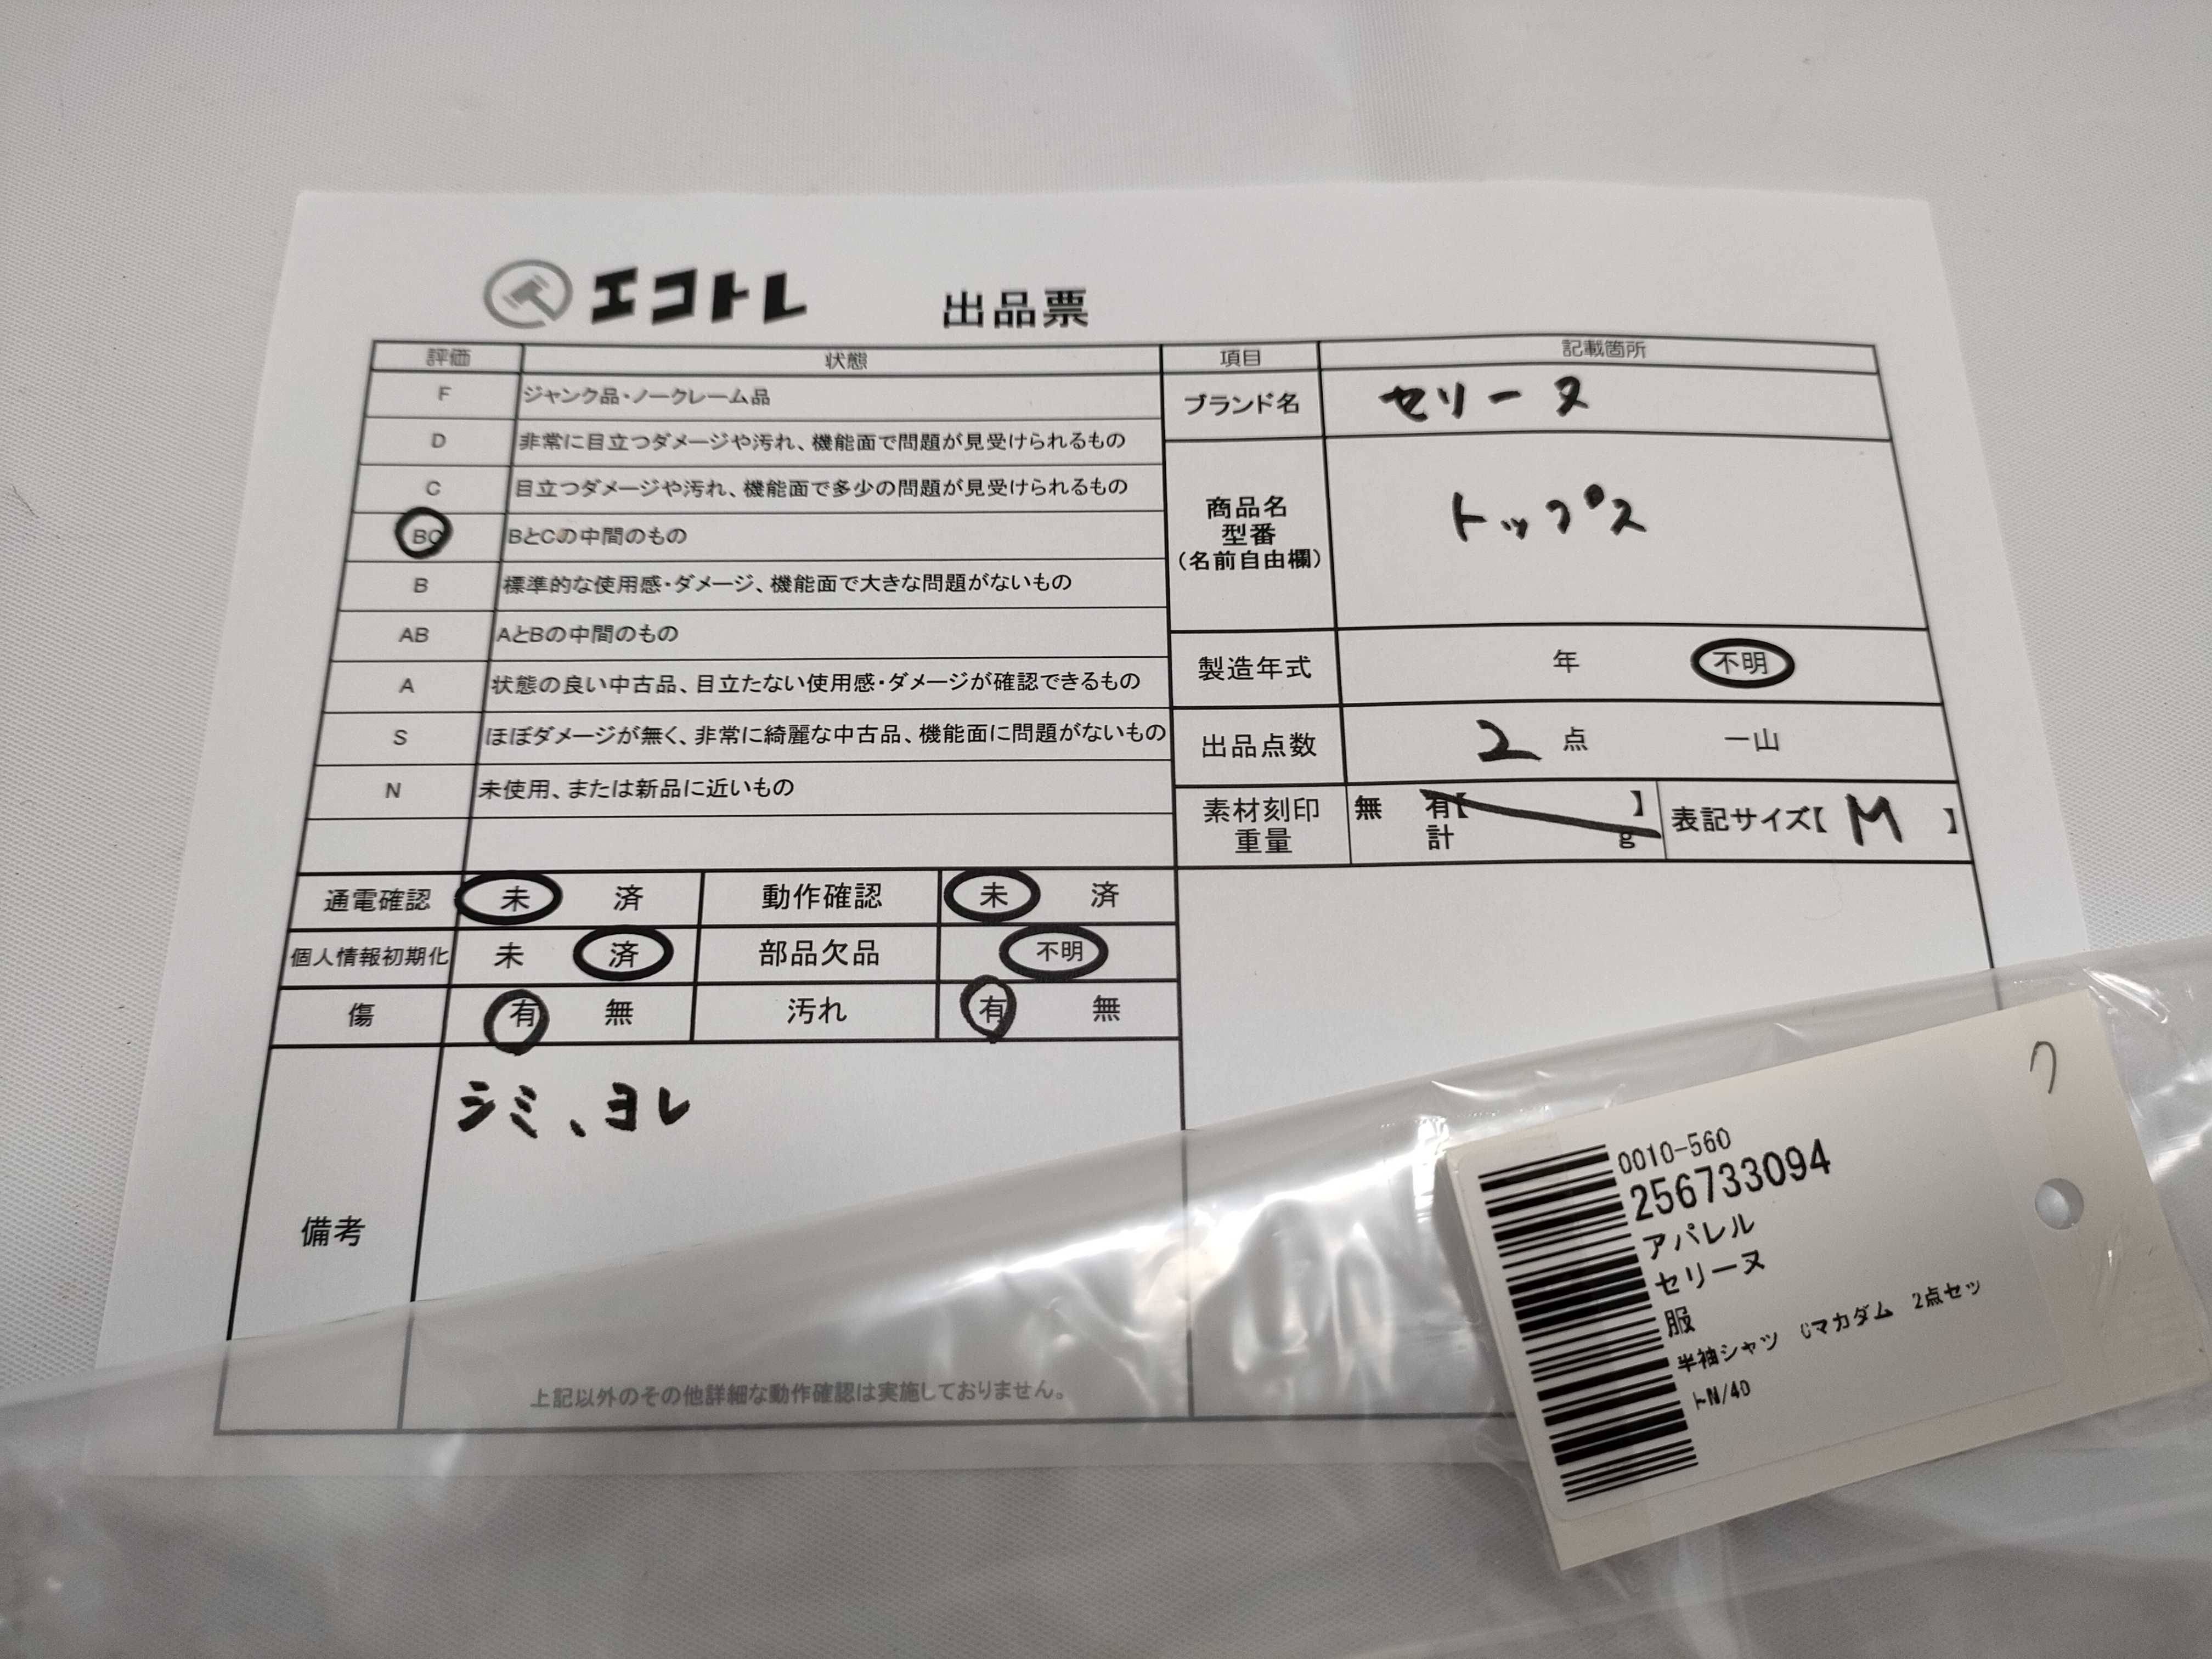 エコトレ 出品票
評価 状態 項目 記載箇所
F ジャンク品・ノークレーム品
D 非常に目立つダメージや汚れ、機能面で問題が見受けられるもの
C 目立つダメージや汚れ、機能面で多少の問題が見受けられるもの
BC BとCの中間のもの
B 標準的な使用感・ダメージ、機能面で大きな問題がないもの
AB AとBの中間のもの
A 状態の良い中古品、目立たない使用感・ダメージが確認できるもの
S ほぼダメージが無く、非常に綺麗な中古品、機能面に問題がないもの
N 未使用、または新品に近いもの
ブランド名 セリーヌ
商品名
型番
(名前自由欄)
トップス
製造年式 年 不明
出品点数 2 点 一山
素材刻印 無 有【 】
重量 計 g
表記サイズ【 M 】
通電確認 未 済 動作確認 未 済
個人情報初期化 未 済 部品欠品 不明
傷 有 無 汚れ 有 無
備考
シミ、ヨレ
上記以外のその他詳細な動作確認は実施しておりません。
0010-560
256733094
アパレル
セリーヌ
服
半袖シャツ Cマカダム 2点セッ
トM/40